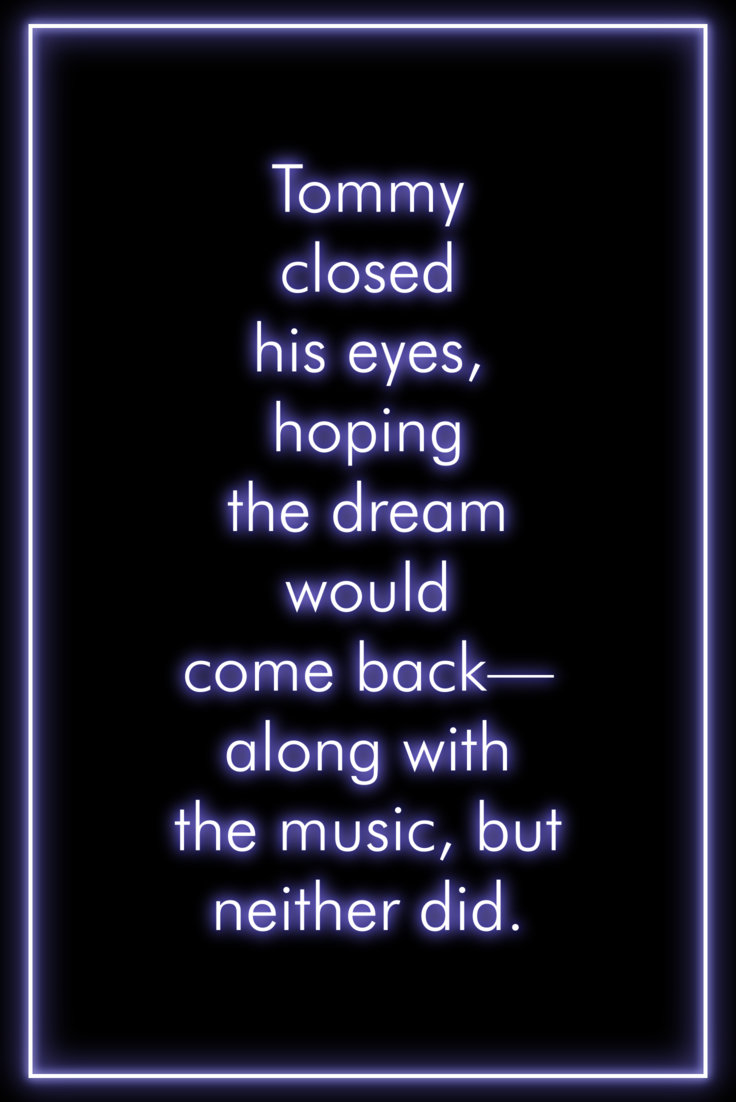 Tommy
closed
his eyes,
hoping
the dream
would
come back—
along with
the music, but
neither did.